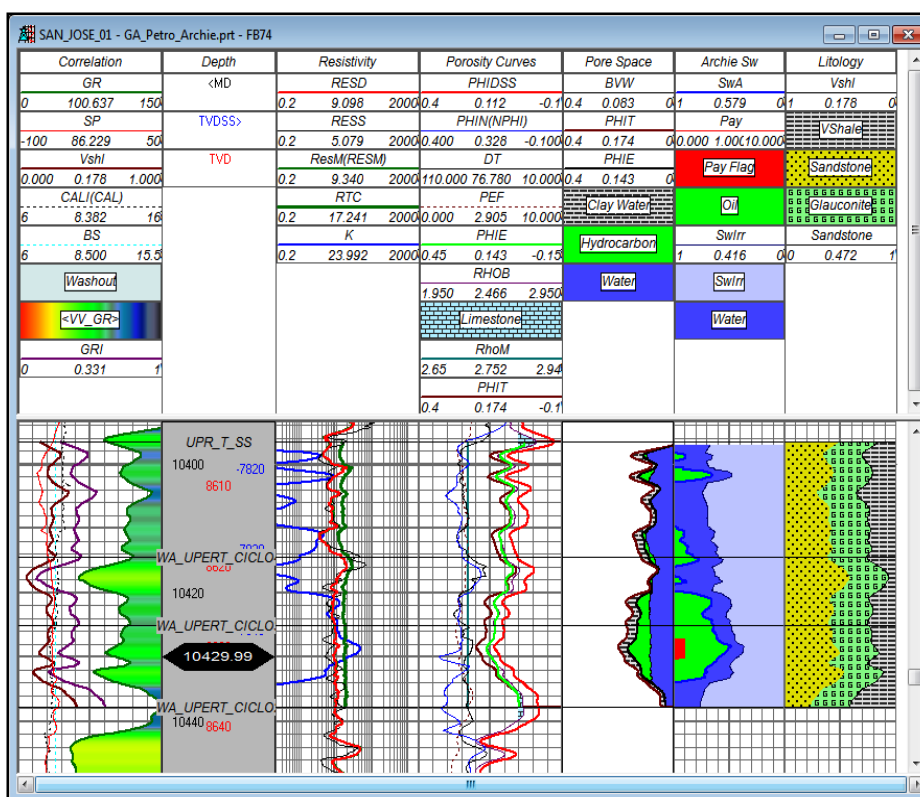 SAN_JOSE_01 - GA_Petro_Archie.prt - FB74
Correlation Depth Resistivity Porosity Curves Pore Space Archie Sw Litology
GR <MD RESD PHIDSS BVW SwA Vshl
0 100.637 150 0.2 9.098 2000 0.4 0.112 -0.1 0.4 0.083 0 1 0.579 0 1 0.178 0
SP TVDSS> RESS PHIN(NPHI) PHIT Pay VShale
-100 86.229 50 0.2 5.079 2000 0.400 0.328 -0.100 0.4 0.174 0 0.000 1.000 10.000
Vshl TVD ResM(RESM) DT PHIE Pay Flag Sandstone
0.000 0.178 1.000 0.2 9.340 2000 110.000 76.780 10.000 0.4 0.143 0
CALI(CAL) RTC PEF Clay Water Oil Glauconite
6 8.382 16 0.2 17.241 2000 0.000 2.905 10.000
BS K PHIE Hydrocarbon SwIrr Sandstone
6 8.500 15.5 0.2 23.992 2000 0.45 0.143 -0.15 1 0.416 0 0 0.472 1
Washout RHOB Water SwIrr
1.950 2.466 2.950
<VV_GR> Limestone Water
GRI RhoM
0 0.331 1 2.65 2.752 2.94
PHIT
0.4 0.174 -0.1
UPR_T_SS
10400 -7820
8610
WA_UPERT_CICLO
8620
10420
WA_UPERT_CICLO
10429.99
WA_UPERT_CICLO
10440 8640